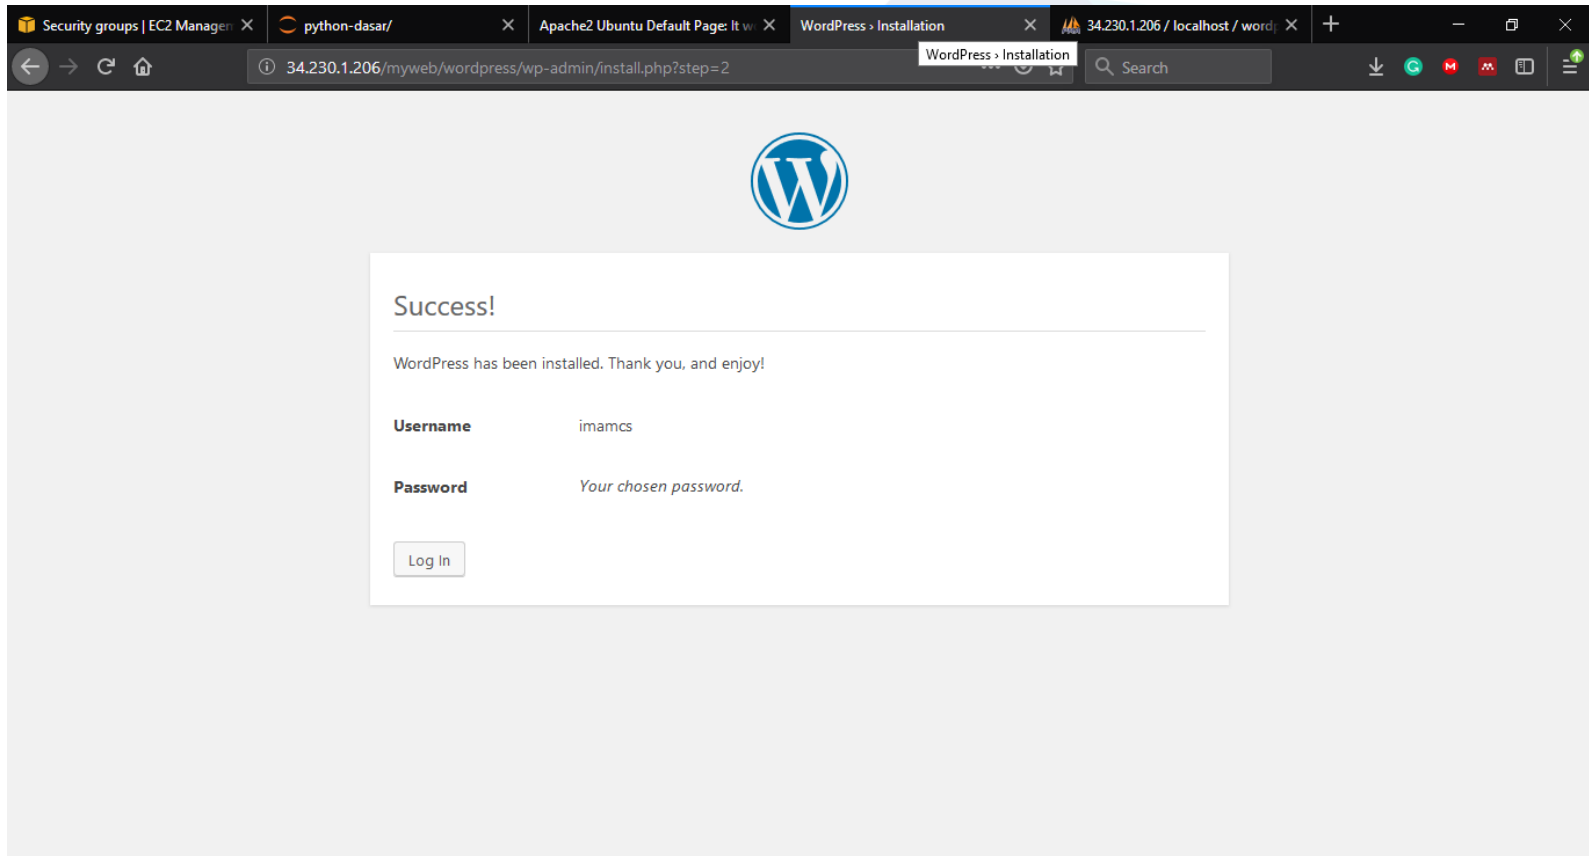 Security groups | EC2 Managem
python-dasar/
Apache2 Ubuntu Default Page: It w
WordPress › Installation
34.230.1.206 / localhost / wordp
WordPress › Installation
34.230.1.206/myweb/wordpress/wp-admin/install.php?step=2
Search
Success!
WordPress has been installed. Thank you, and enjoy!
Username imamcs
Password Your chosen password.
Log In